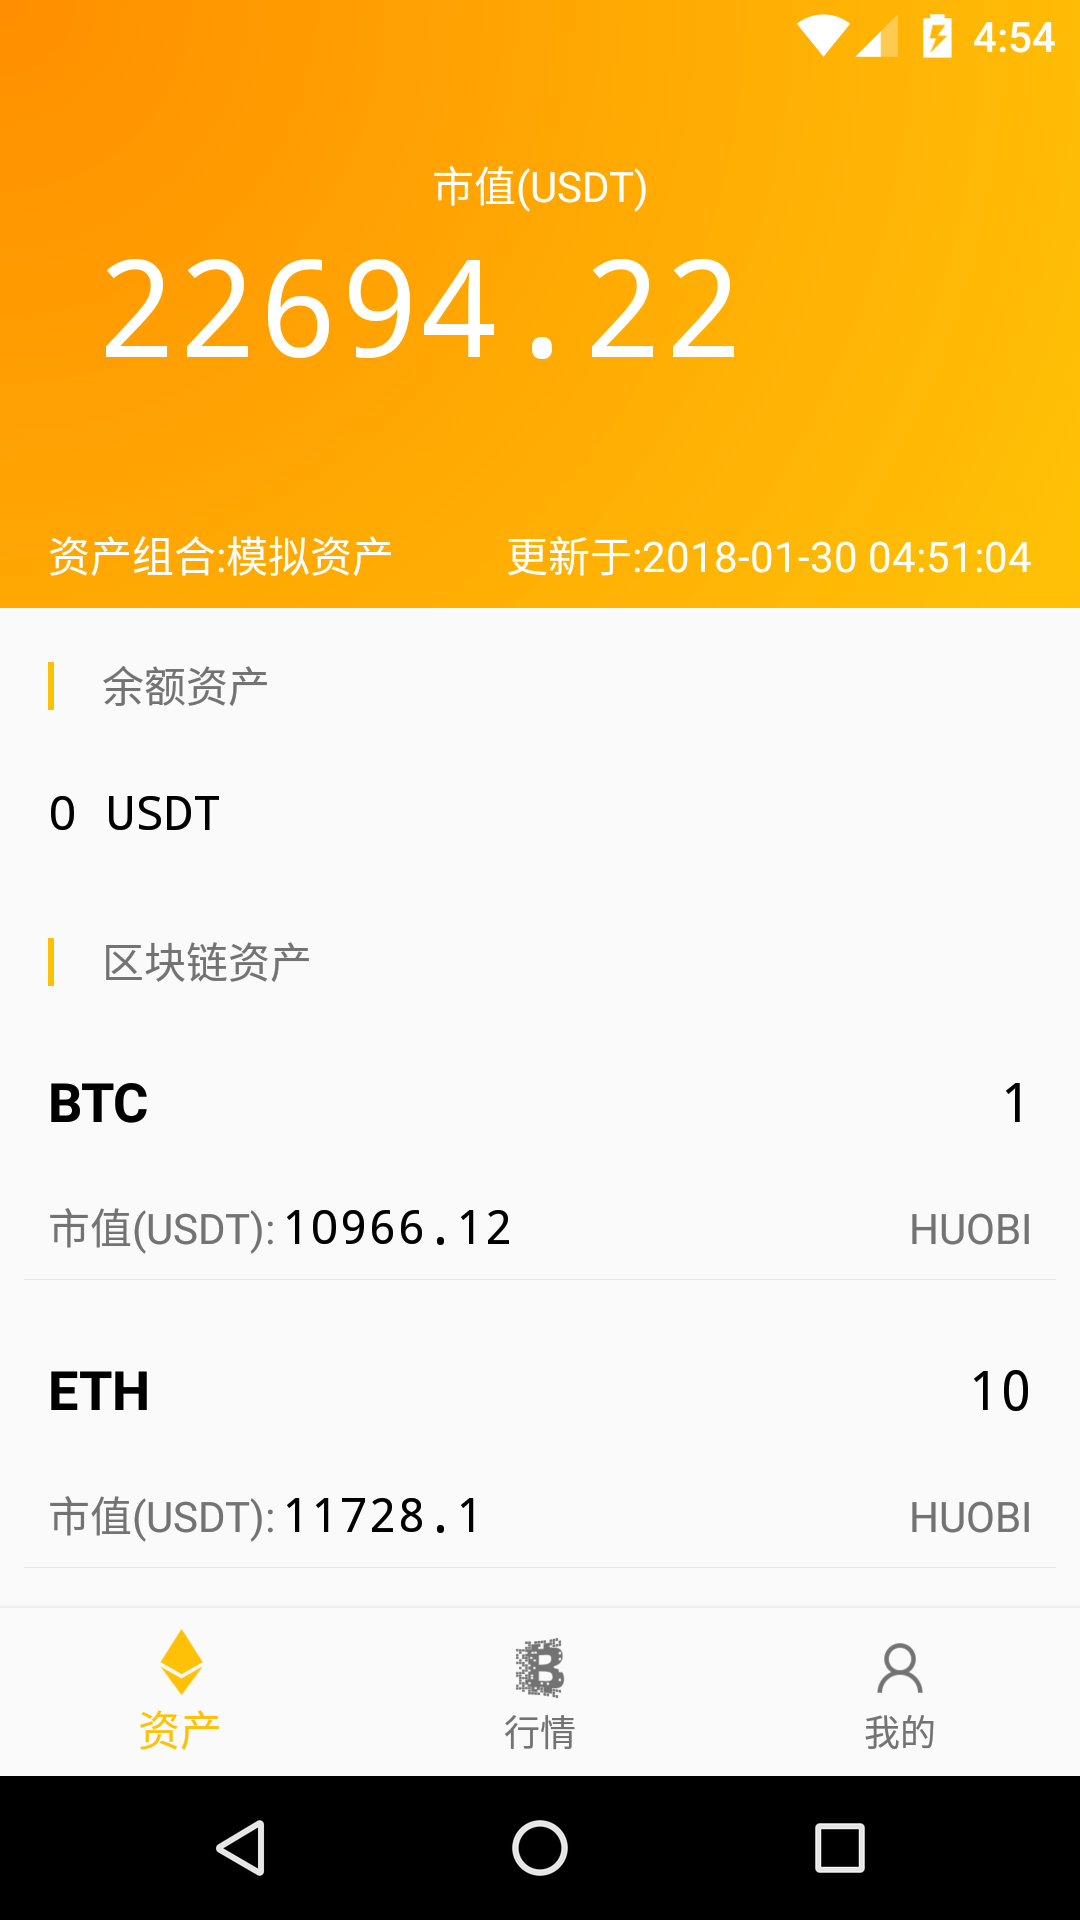 4:54
市值(USDT)
22694.22
资产组合:模拟资产 更新于:2018-01-30 04:51:04
余额资产
0 USDT
区块链资产
BTC 1
市值(USDT): 10966.12 HUOBI
ETH 10
市值(USDT): 11728.1 HUOBI
资产 行情 我的